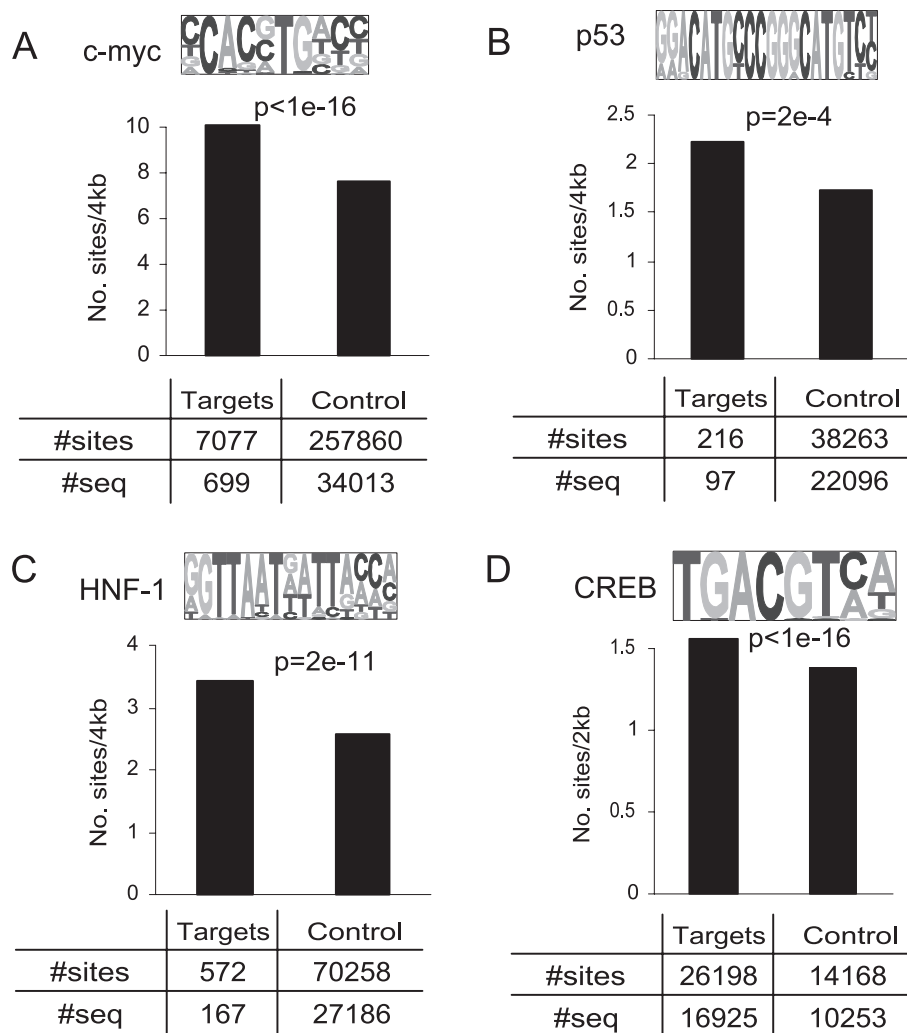 A
c-myc
p<1e-16
No. sites/4kb
10
8
6
4
2
0
Targets Control
#sites 7077 257860
#seq 699 34013
B
p53
p=2e-4
No. sites/4kb
2.5
2
1.5
1
0.5
0
Targets Control
#sites 216 38263
#seq 97 22096
C
HNF-1
p=2e-11
No. sites/4kb
4
3
2
1
0
Targets Control
#sites 572 70258
#seq 167 27186
D
CREB
TGACGT
p<1e-16
No. sites/2kb
1.5
1
0.5
0
Targets Control
#sites 26198 14168
#seq 16925 10253